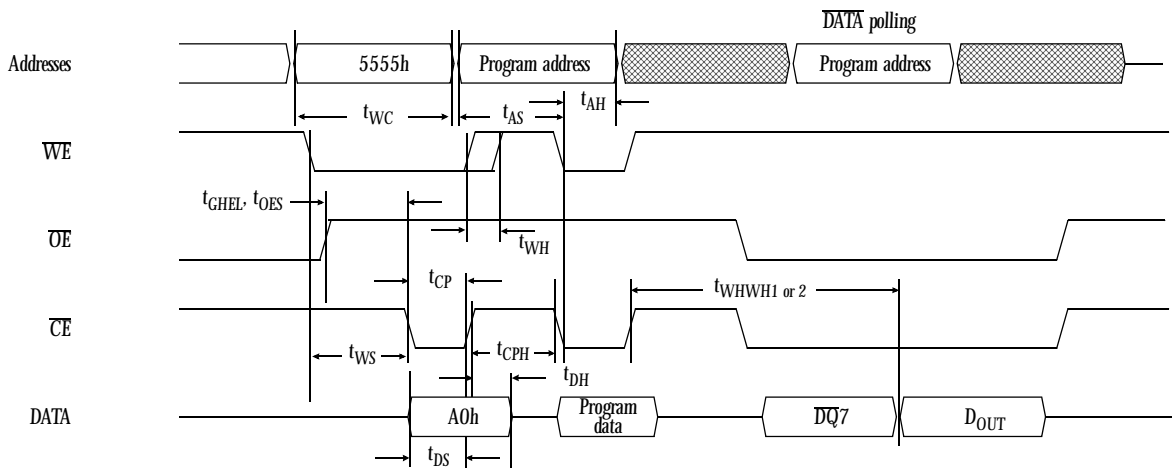 DATA polling
Addresses 5555h Program address Program address
tWC tAS tAH
WE
tGHEL, tOES
OE tWH
tCP tWHWH1 or 2
CE
tWS tCPH
tDH
DATA A0h Program data DQ7 DOUT
tDS